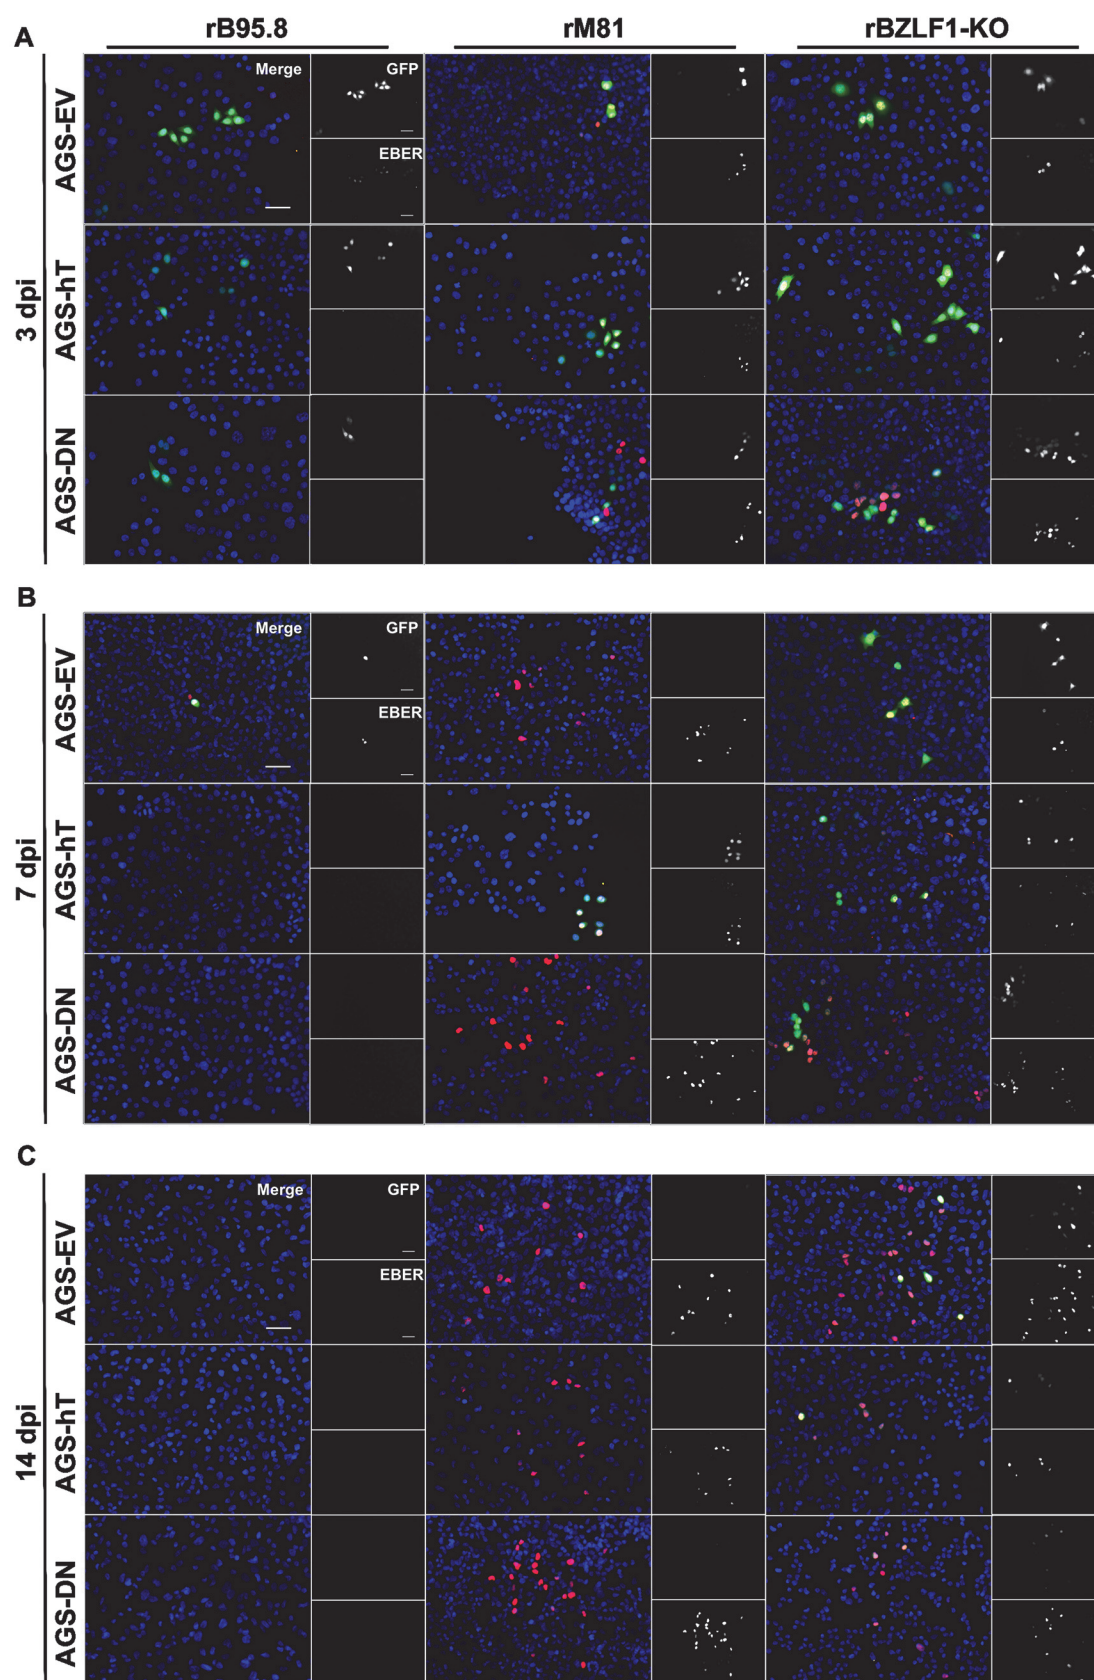 A
rB95.8
rM81
rBZLF1-KO
3 dpi
AGS-EV
Merge
GFP
EBER
AGS-hT
AGS-DN
B
7 dpi
AGS-EV
Merge
GFP
EBER
AGS-hT
AGS-DN
C
14 dpi
AGS-EV
Merge
GFP
EBER
AGS-hT
AGS-DN